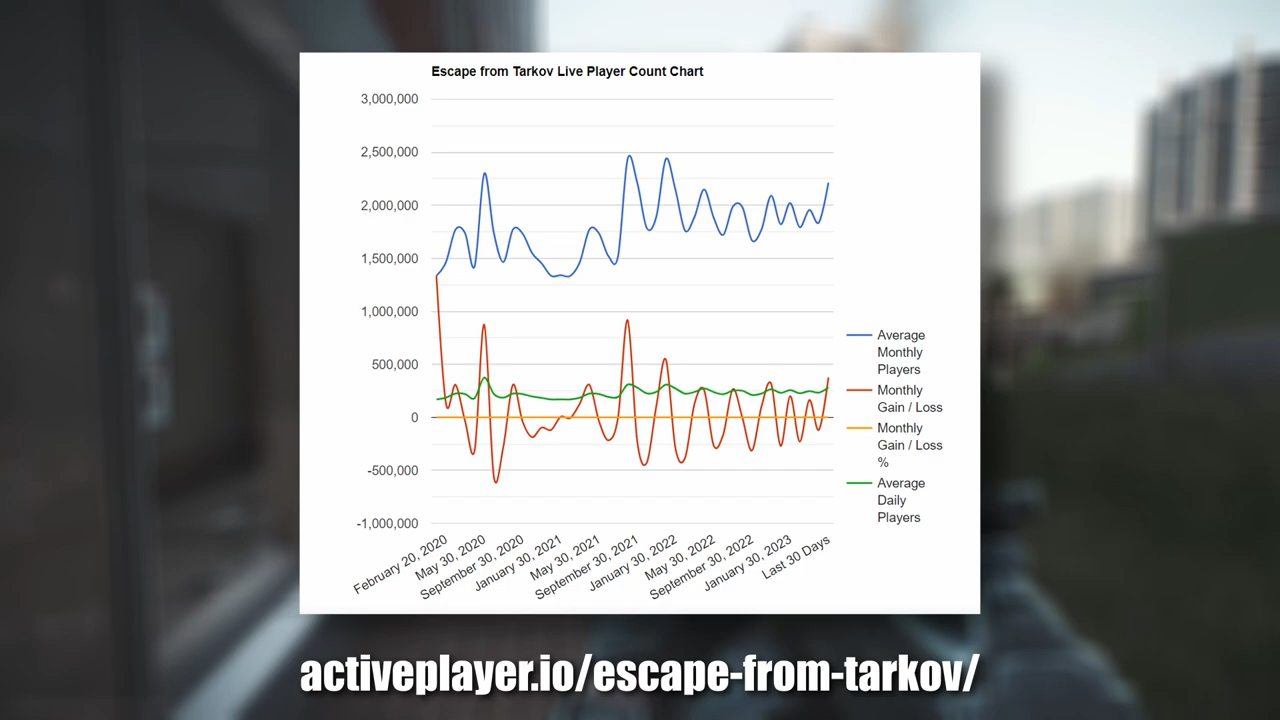 Escape from Tarkov Live Player Count Chart
3,000,000
2,500,000
2,000,000
1,500,000
1,000,000
500,000
0
-500,000
-1,000,000
February 20, 2020
May 30, 2020
September 30, 2020
January 30, 2021
May 30, 2021
September 30, 2021
January 30, 2022
May 30, 2022
September 30, 2022
January 30, 2023
Last 30 Days
Average
Monthly
Players
Monthly
Gain / Loss
Monthly
Gain / Loss
%
Average
Daily
Players
activeplayer.io/escape-from-tarkov/